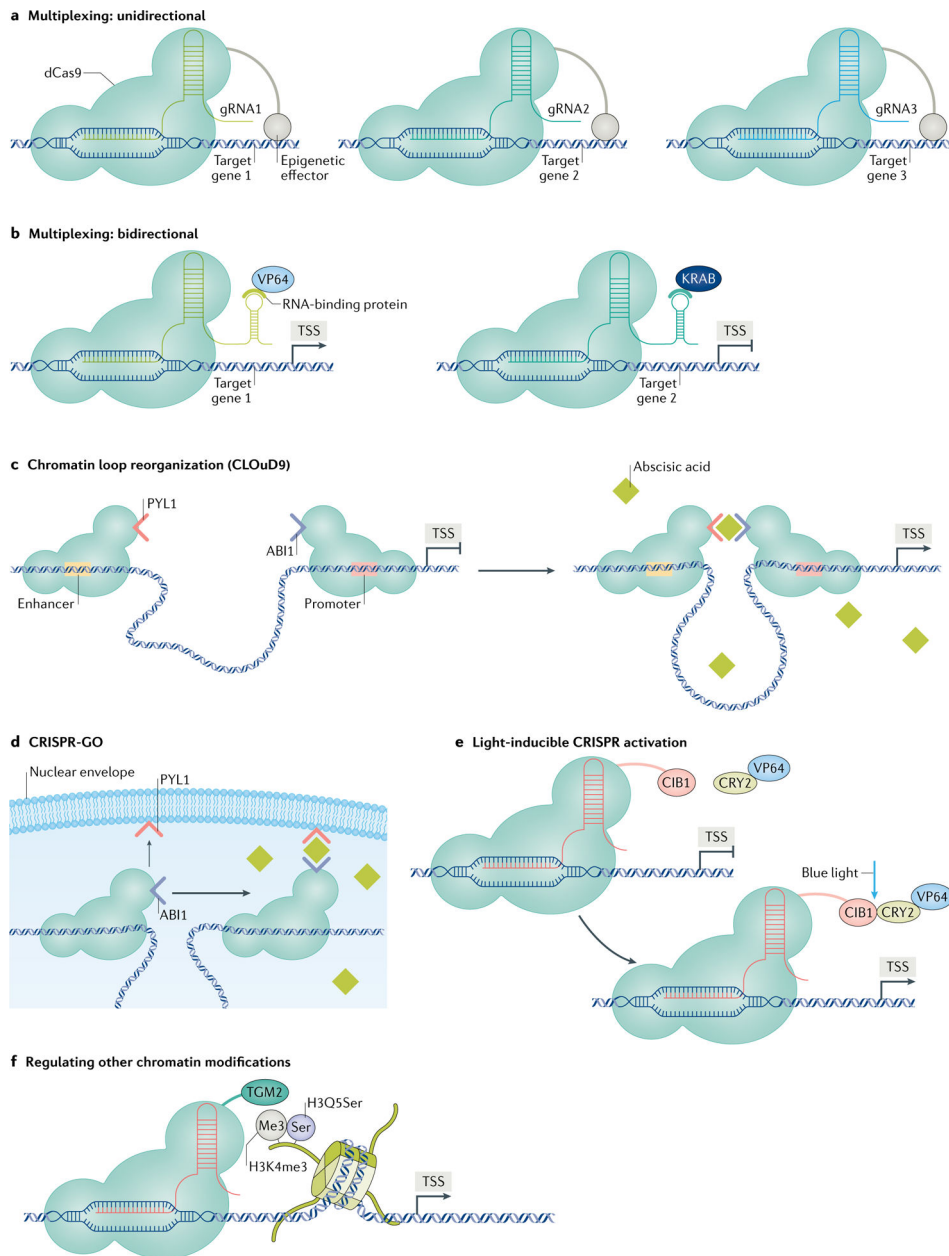 a Multiplexing: unidirectional
dCas9
gRNA1
gRNA2
gRNA3
Target
gene 1
Epigenetic
effector
Target
gene 2
Target
gene 3
b Multiplexing: bidirectional
VP64
RNA-binding protein
TSS
Target
gene 1
KRAB
TSS
Target
gene 2
c Chromatin loop reorganization (CLOuD9)
PYL1
ABI1
TSS
Enhancer
Promoter
Abscisic acid
TSS
d CRISPR-GO
Nuclear envelope
PYL1
ABI1
e Light-inducible CRISPR activation
CIB1
CRY2
VP64
TSS
Blue light
CIB1
CRY2
VP64
TSS
f Regulating other chromatin modifications
TGM2
H3Q5Ser
Me3
Ser
H3K4me3
TSS